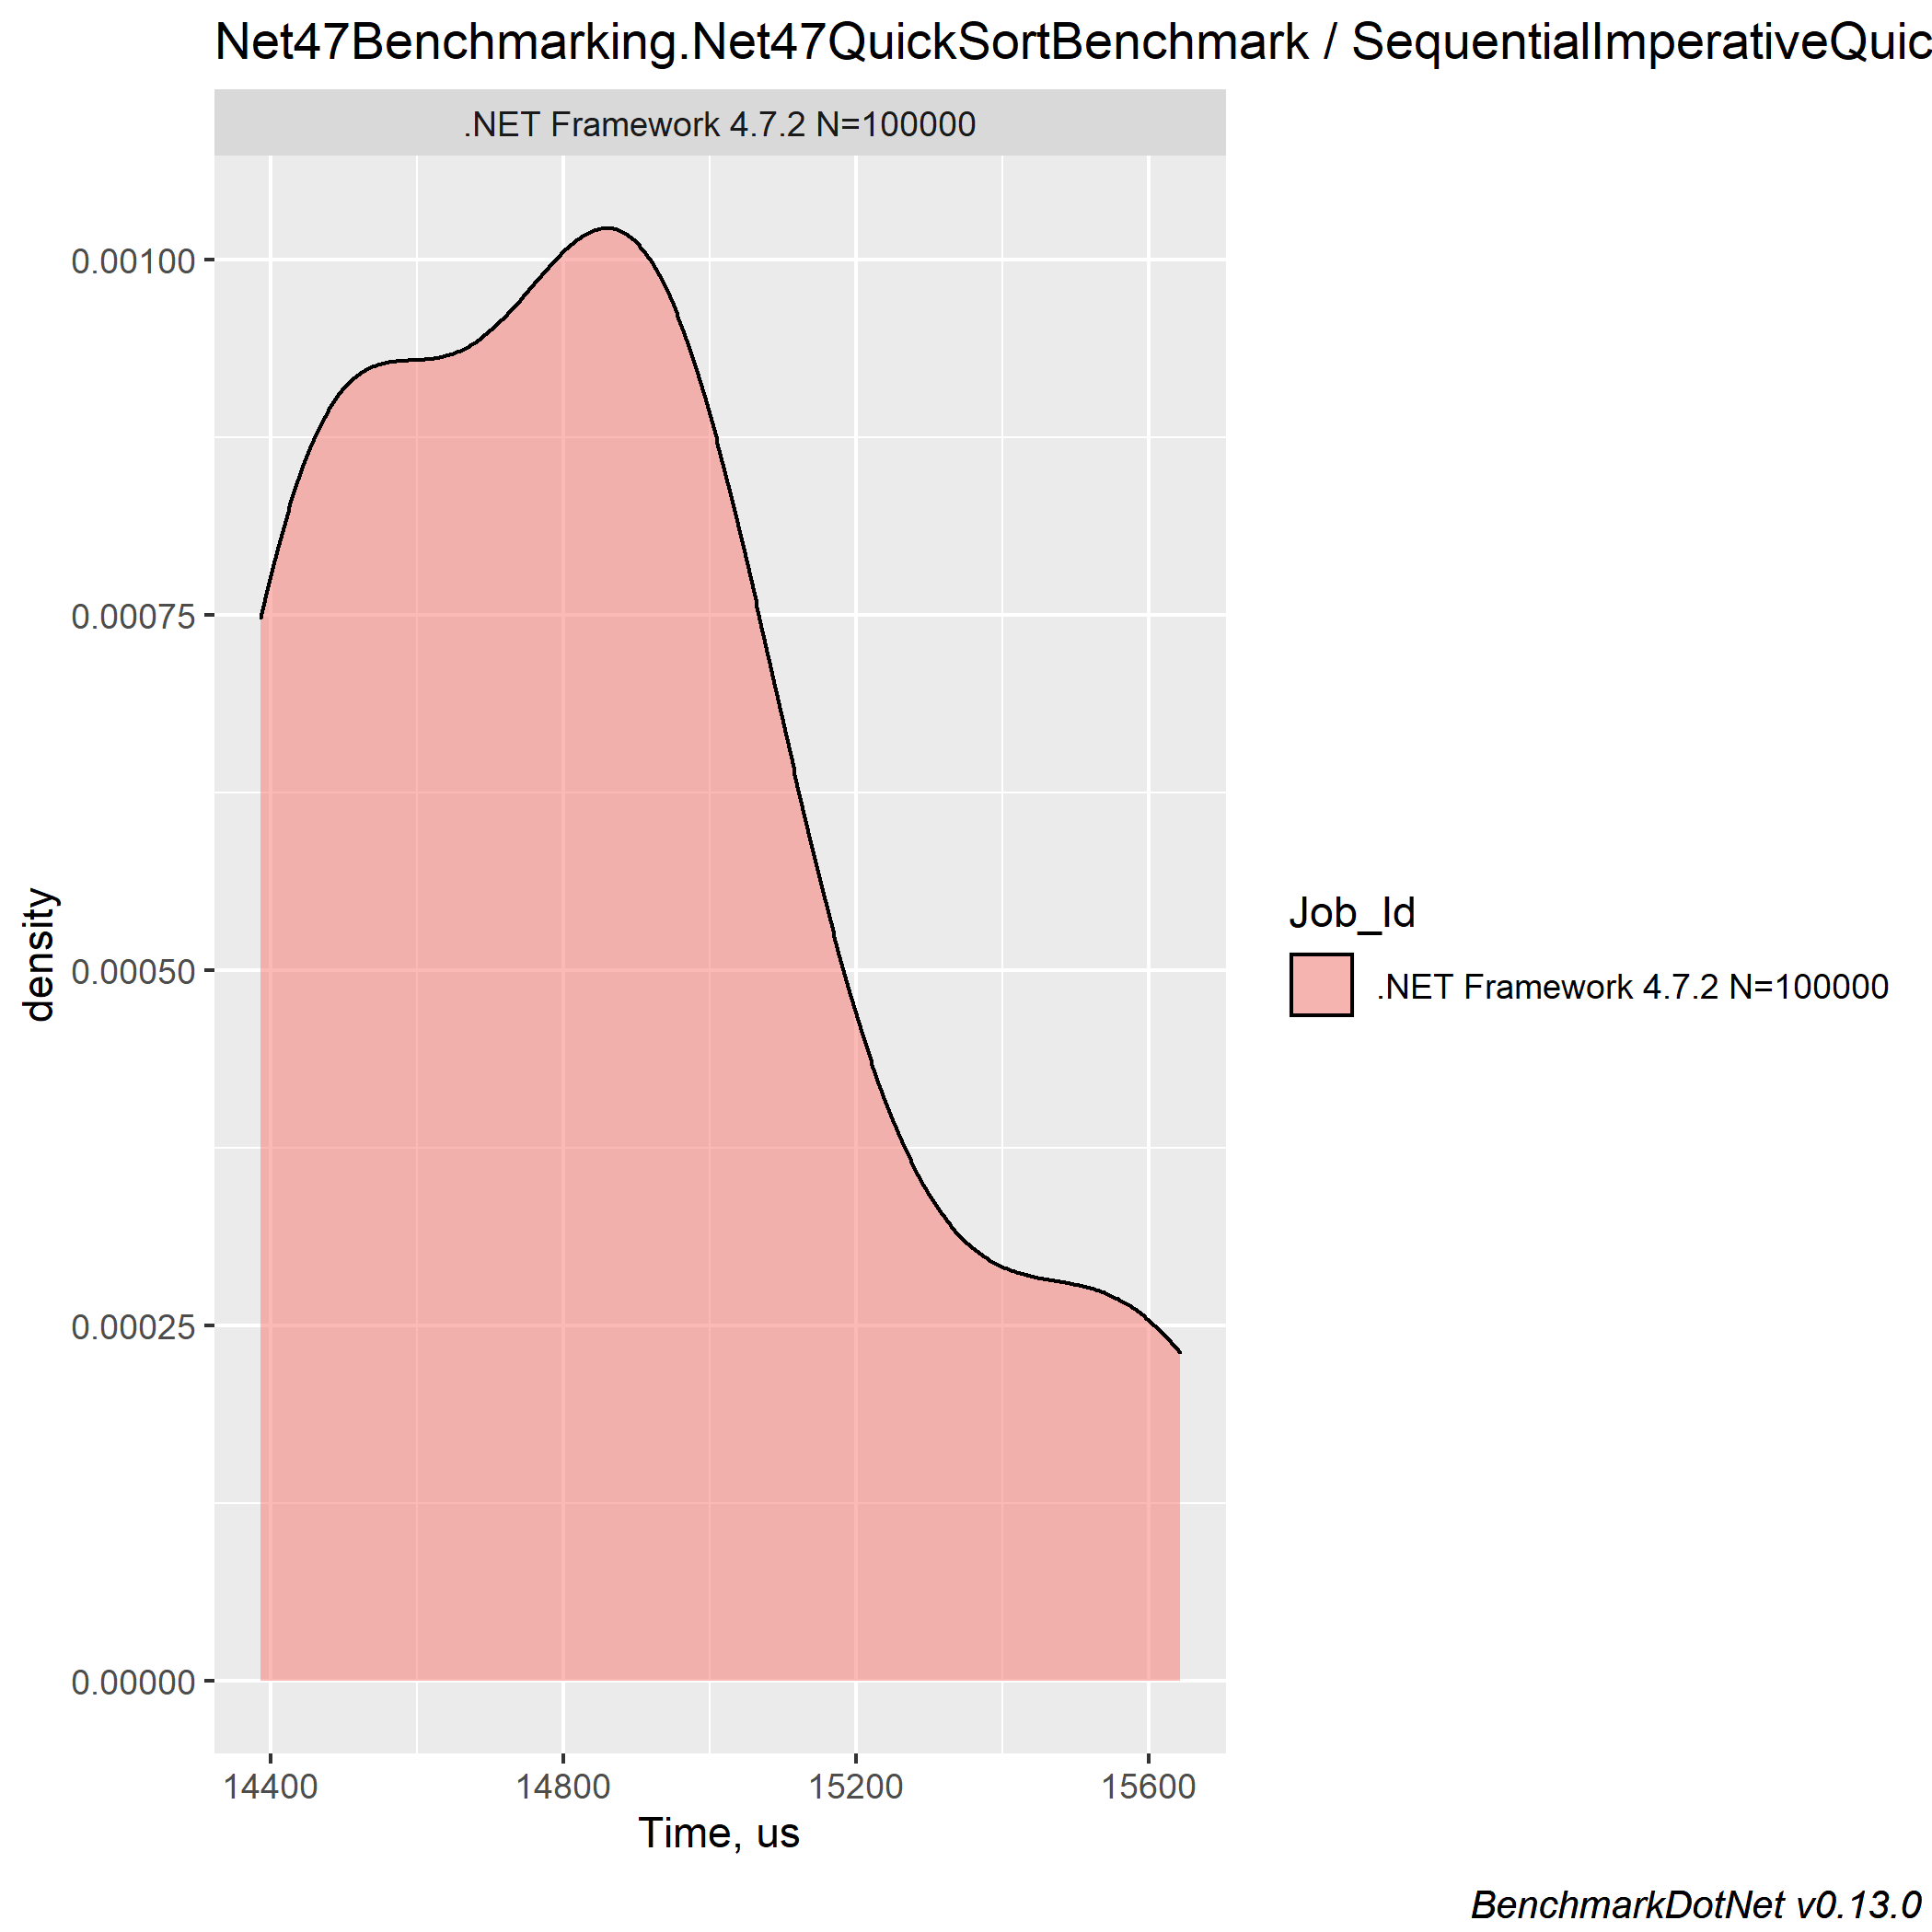 Net47Benchmarking.Net47QuickSortBenchmark / SequentialImperativeQuic
.NET Framework 4.7.2 N=100000
0.00100
0.00075
0.00050
0.00025
0.00000
density
14400 14800 15200 15600
Time, us
Job_Id
.NET Framework 4.7.2 N=100000
BenchmarkDotNet v0.13.0